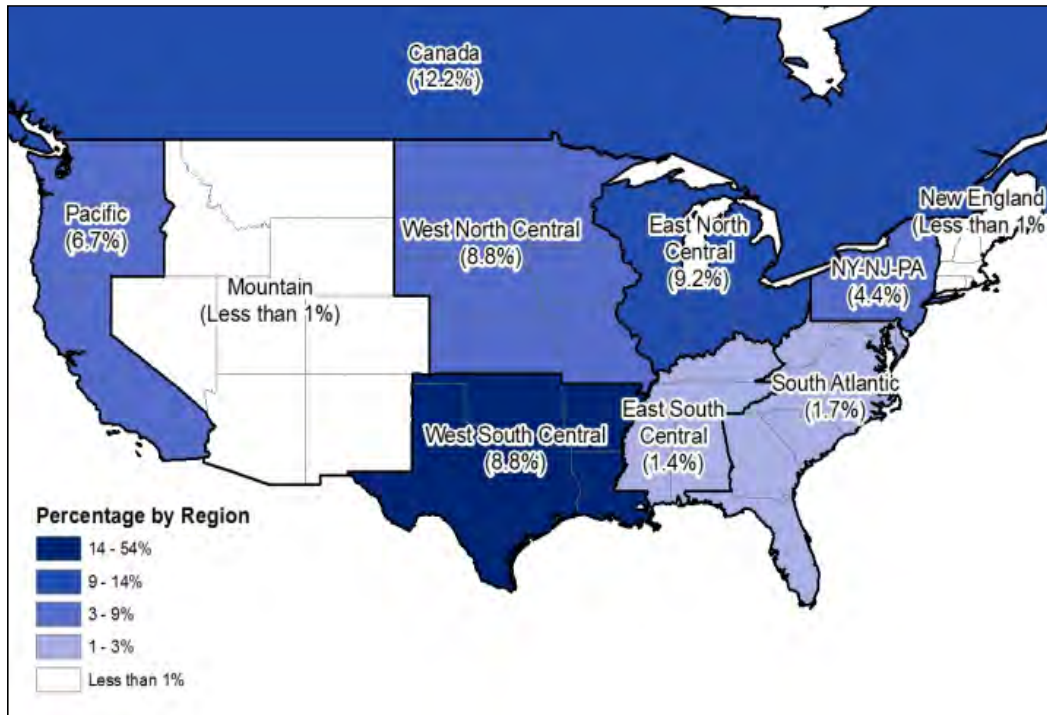 Canada
(12.2%)
Pacific
(6.7%)
West North Central
(8.8%)
East North
Central
(9.2%)
New England
(Less than 1%
NY-NJ-PA
(4.4%)
Mountain
(Less than 1%)
West South Central
(8.8%)
East South
Central
(1.4%)
South Atlantic
(1.7%)
Percentage by Region
14 - 54%
9 - 14%
3 - 9%
1 - 3%
Less than 1%